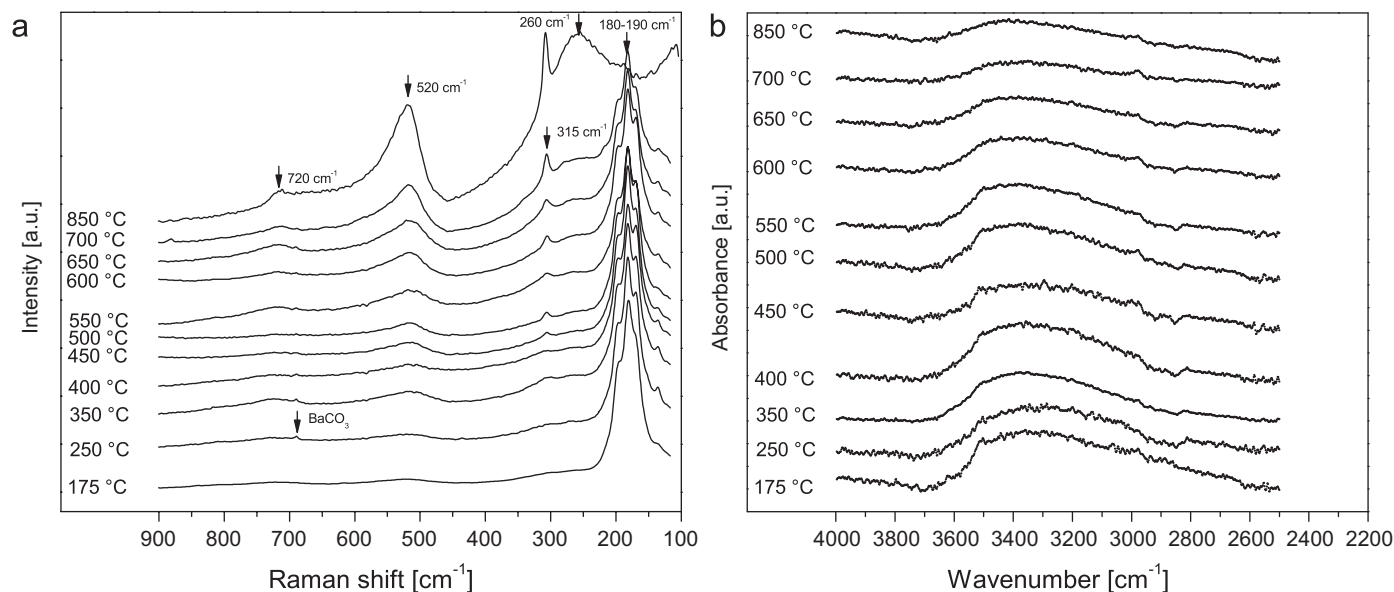 a
260 cm⁻¹
180-190 cm⁻¹
520 cm⁻¹
315 cm⁻¹
720 cm⁻¹
850 °C
700 °C
650 °C
600 °C
550 °C
500 °C
450 °C
400 °C
350 °C
BaCO₃
250 °C
175 °C
Intensity [a.u.]
900 800 700 600 500 400 300 200 100
Raman shift [cm⁻¹]
b
850 °C
700 °C
650 °C
600 °C
550 °C
500 °C
450 °C
400 °C
350 °C
250 °C
175 °C
Absorbance [a.u.]
4000 3800 3600 3400 3200 3000 2800 2600 2400 2200
Wavenumber [cm⁻¹]